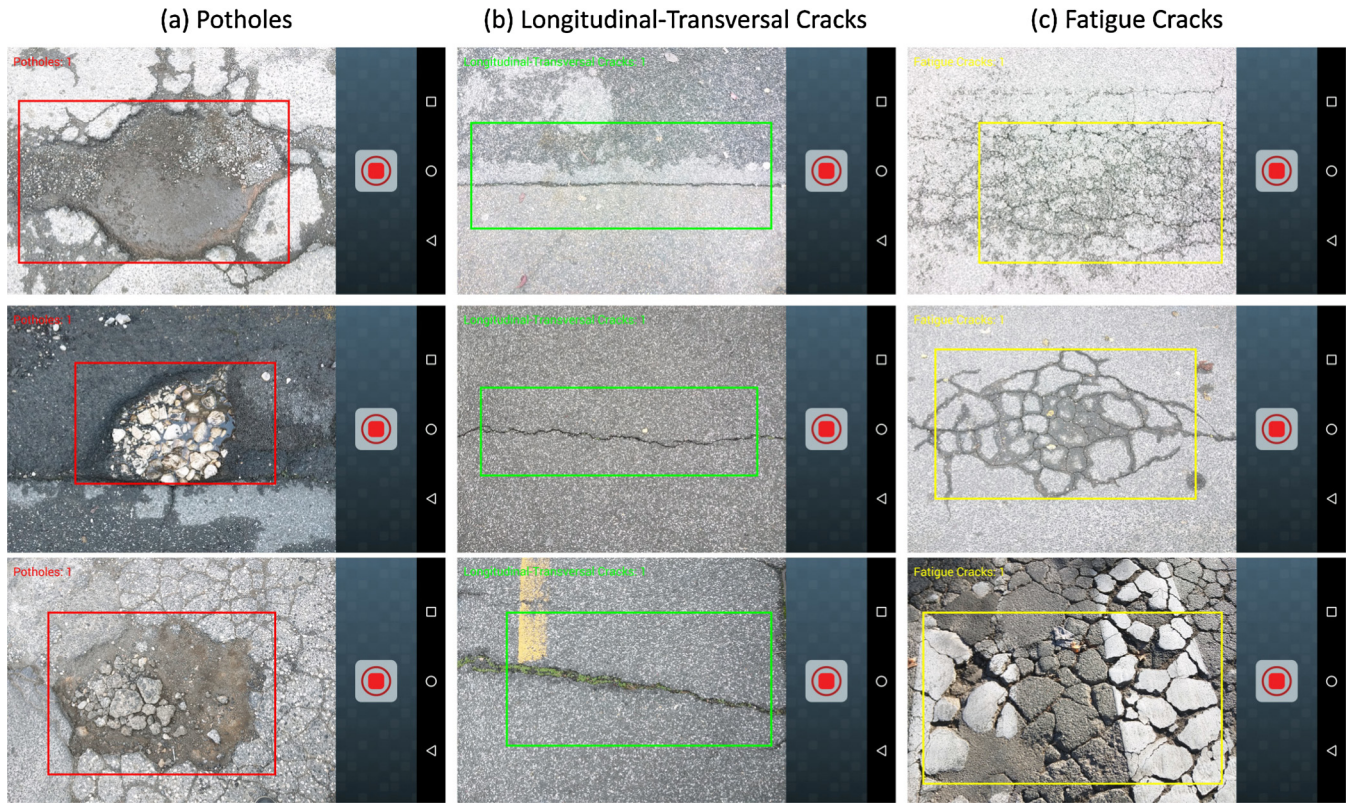 (a) Potholes
(b) Longitudinal-Transversal Cracks
(c) Fatigue Cracks
Potholes: 1
Longitudinal-Transversal Cracks: 1
Fatigue Cracks: 1
Potholes: 1
Longitudinal-Transversal Cracks: 1
Fatigue Cracks: 1
Potholes: 1
Longitudinal-Transversal Cracks: 1
Fatigue Cracks: 1